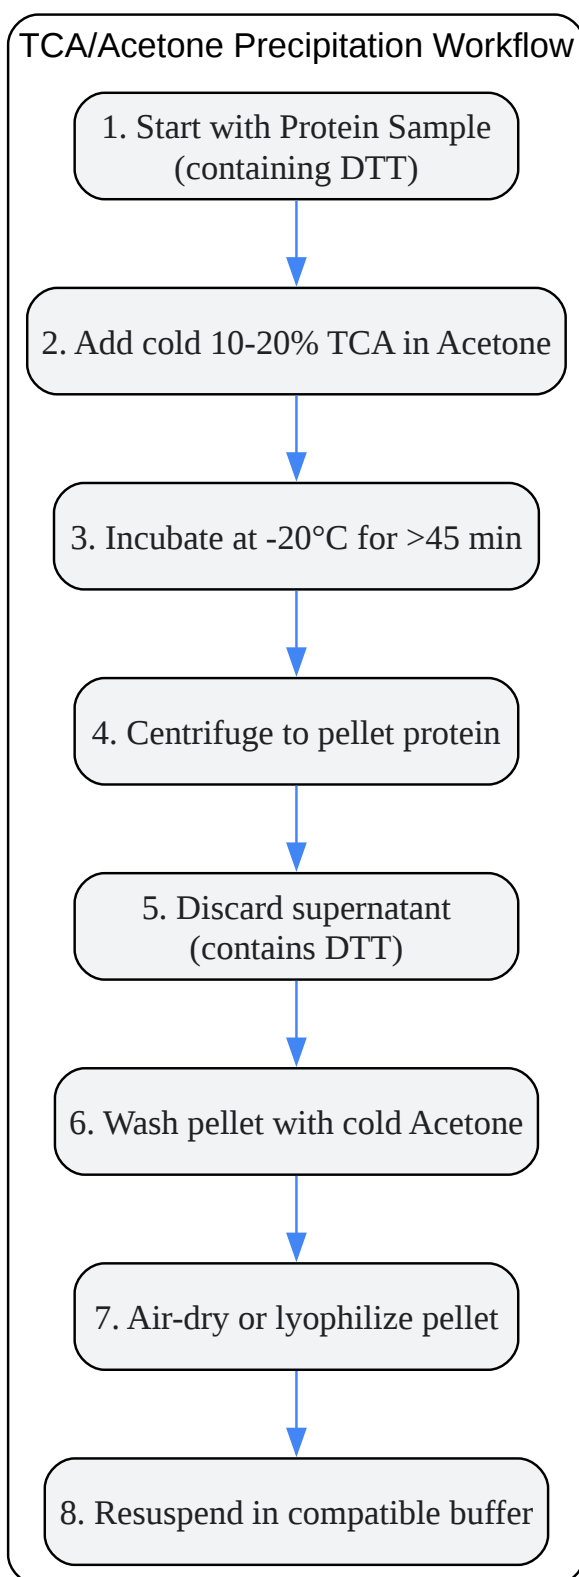 TCA/Acetone Precipitation Workflow
1. Start with Protein Sample
(containing DTT)
2. Add cold 10-20% TCA in Acetone
3. Incubate at -20°C for >45 min
4. Centrifuge to pellet protein
5. Discard supernatant
(contains DTT)
6. Wash pellet with cold Acetone
7. Air-dry or lyophilize pellet
8. Resuspend in compatible buffer